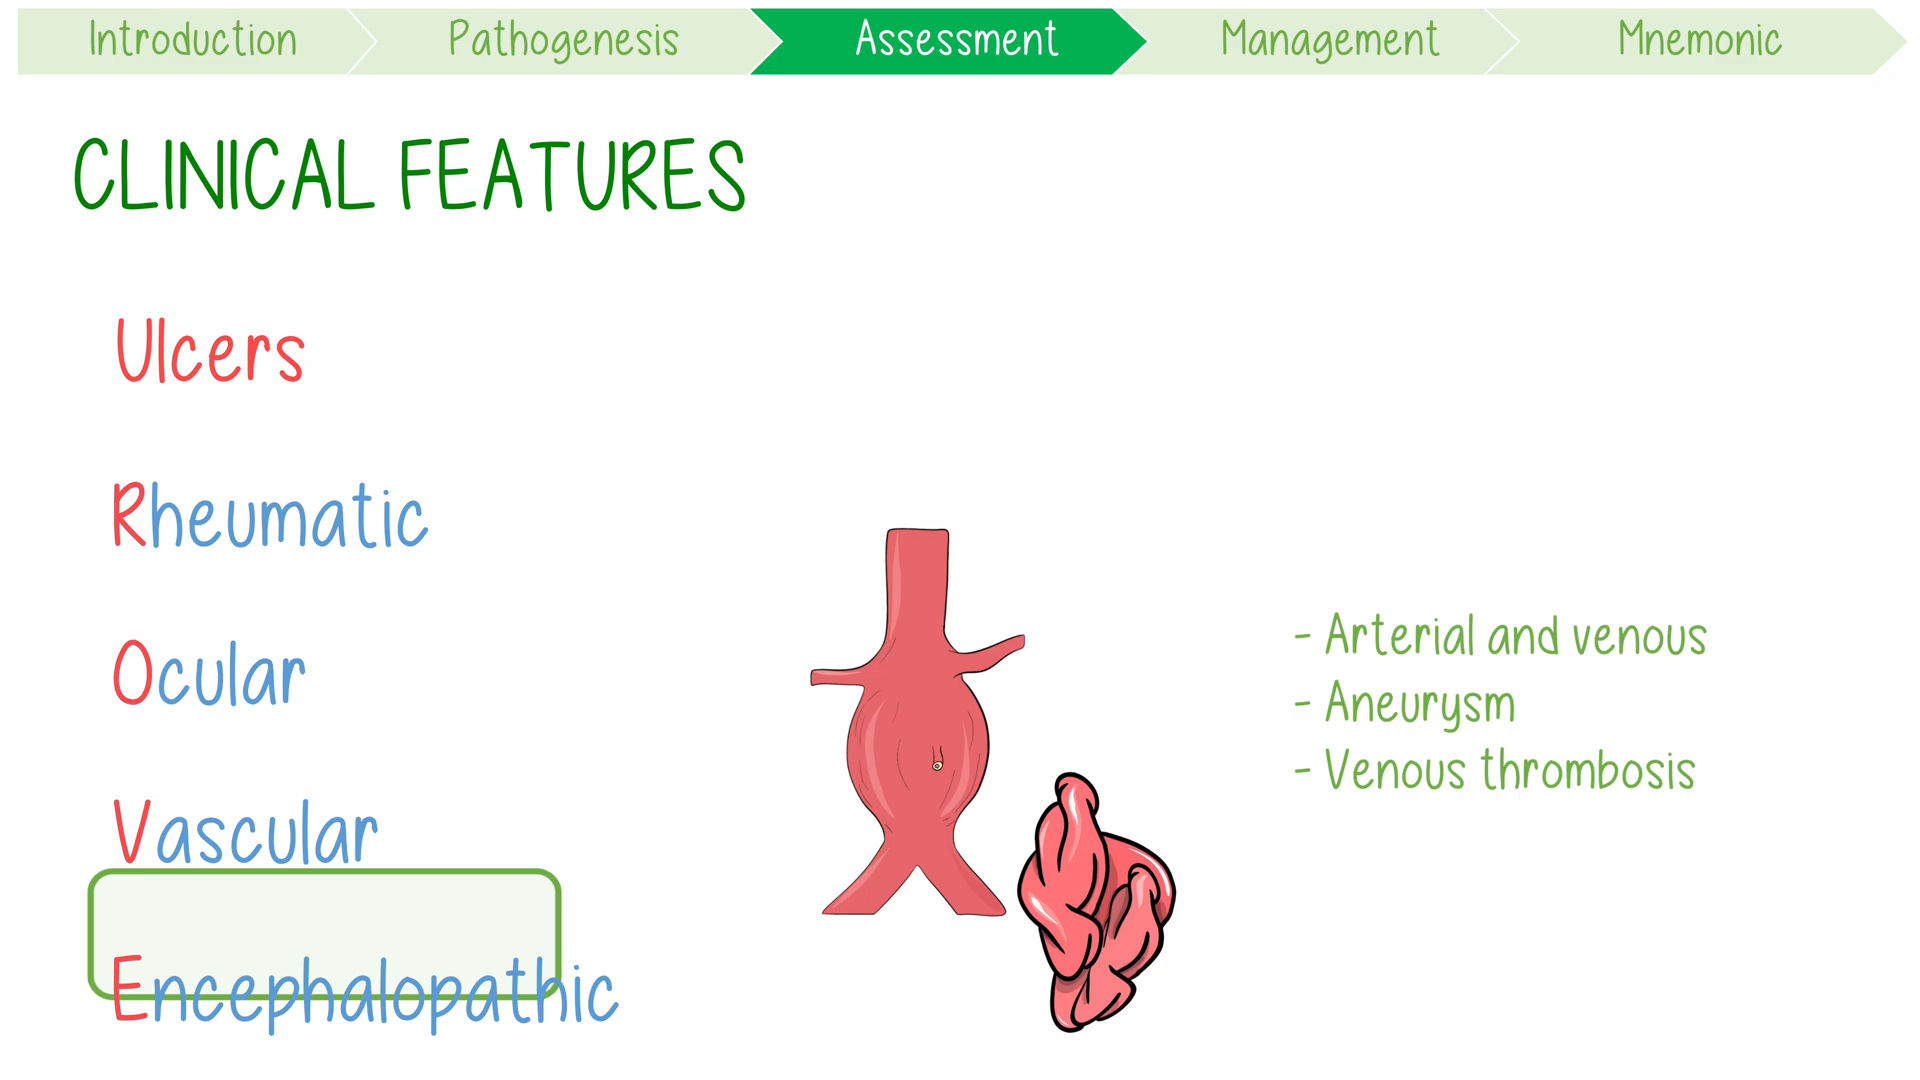 Introduction
Pathogenesis
Assessment
Management
Mnemonic
CLINICAL FEATURES
Ulcers
Rheumatic
Ocular
Vascular
Encephalopathic
- Arterial and venous
- Aneurysm
- Venous thrombosis